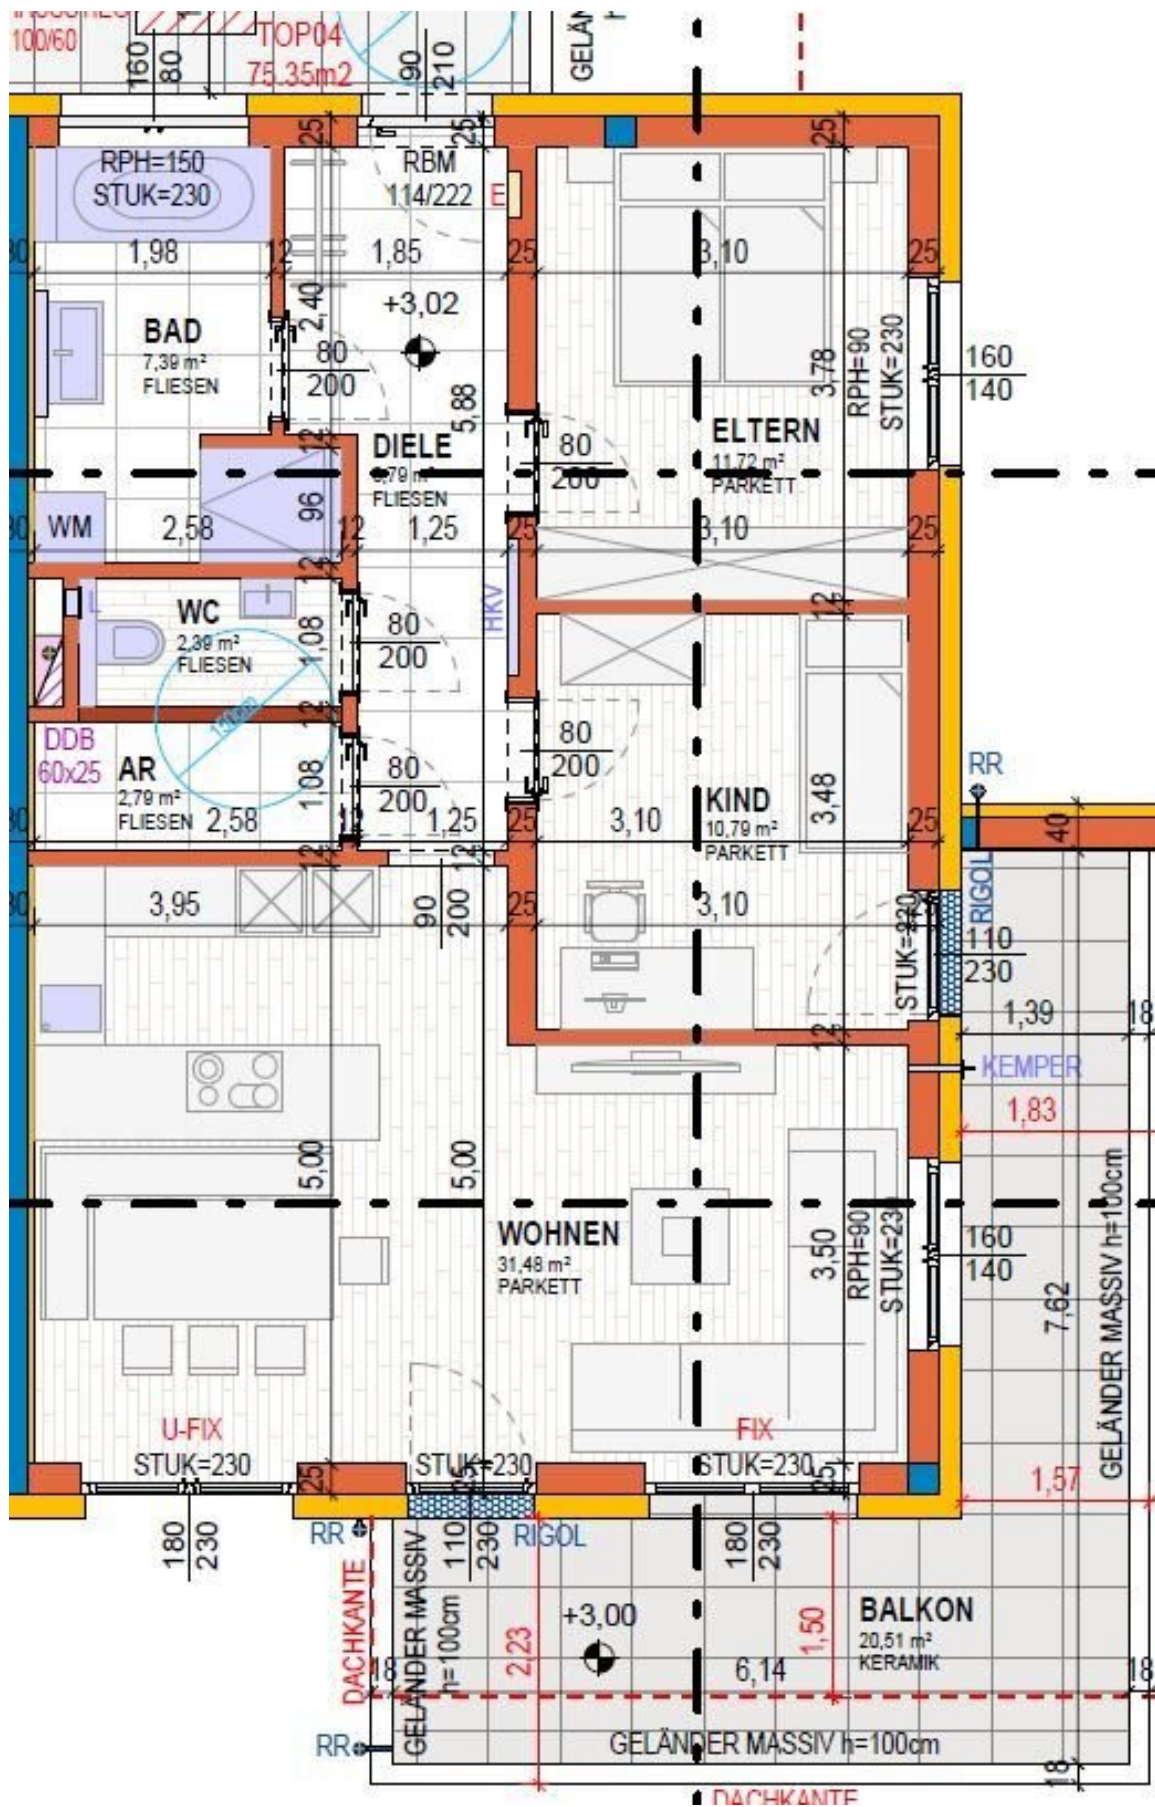 100/60
TOP04
75.35m2
160
80
90
210
25
25
25
RPH=150
STUK=230
RBM
114/222
E
1,98
12
1,85
25
3,10
25
+3,02
2,40
BAD
7,39 m²
FLIESEN
80
200
5,88
3,78
RPH=90
STUK=230
160
140
12
DIELE
FLIESEN
80
200
ELTERN
11,72 m²
PARKETT
WM
2,58
96
12
1,25
25
3,10
25
12
L
WC
2,39 m²
FLIESEN
1,08
80
200
HKV
12
12
150cm
DDB
60x25
AR
2,79 m²
FLIESEN
2,58
1,08
12
80
200
1,25
25
80
200
3,10
KIND
10,79 m²
PARKETT
3,48
25
RR
40
12
12
3,95
90
200
25
3,10
STUK=230
RIGOL
110
230
1,39
18
12
KEMPER
1,83
5,00
5,00
WOHNEN
31,48 m²
PARKETT
3,50
RPH=90
160
140
7,62
GELÄNDER MASSIV h=100cm
U-FIX
STUK=230
25
STUK=230
25
FIX
STUK=230
25
1,57
180
230
RR
DACHKANTE
GELÄNDER MASSIV
h=100cm
110
230
RIGOL
180
230
2,23
+3,00
1,50
BALKON
20,51 m²
KERAMIK
18
6,14
18
RR
GELÄNDER MASSIV h=100cm
18
DACHKANTE